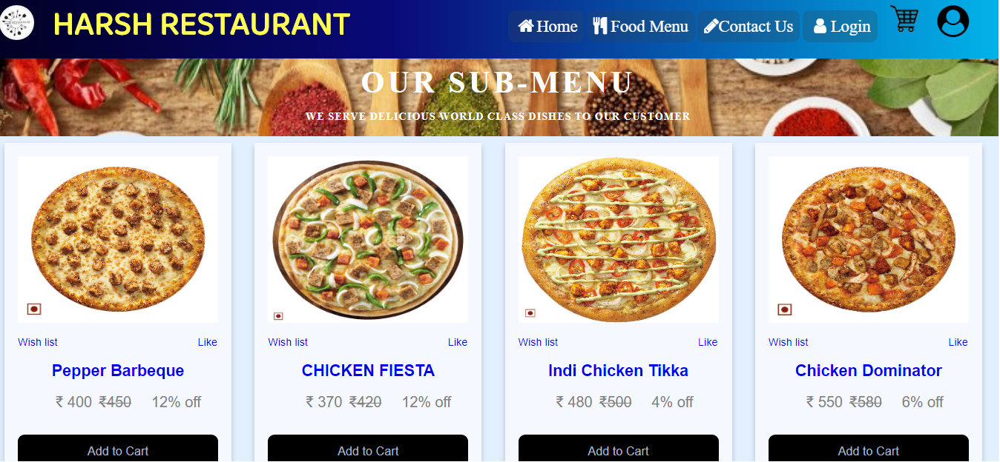 HARSH RESTAURANT
Home Food Menu Contact Us Login
OUR SUB-MENU
WE SERVE DELICIOUS WORLD CLASS DISHES TO OUR CUSTOMER
Wish list Like Wish list Like Wish list Like Wish list Like
Pepper Barbeque CHICKEN FIESTA Indi Chicken Tikka Chicken Dominator
₹ 400 ₹450 12% off ₹ 370 ₹420 12% off ₹ 480 ₹500 4% off ₹ 550 ₹580 6% off
Add to Cart Add to Cart Add to Cart Add to Cart